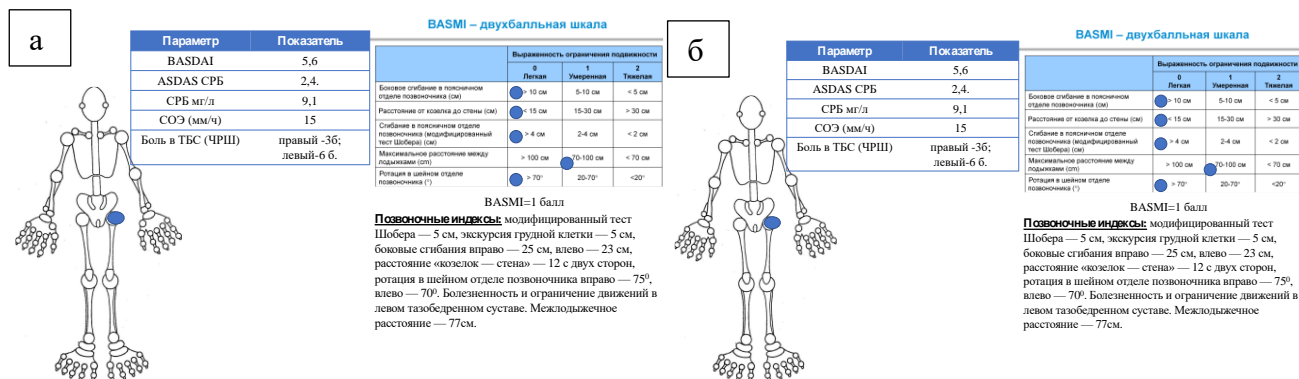 а
Параметр Показатель
BASDAI 5,6
ASDAS СРБ 2,4.
СРБ мг/л 9,1
СОЭ (мм/ч) 15
Боль в ТБС (ЧРШ) правый -3б;
левый-6 б.
BASMI – двухбалльная шкала
Выраженность ограничения подвижности
0 1 2
Легкая Умеренная Тяжелая
Боковое сгибание в поясничном
отделе позвоночника (см) > 10 см 5-10 см < 5 см
Расстояние от козелка до стены (см) < 15 см 15-30 см > 30 см
Сгибание в поясничном отделе
позвоночника (модифицированный
тест Шобера) (см) > 4 см 2-4 см < 2 см
Максимальное расстояние между
лодыжками (cm) > 100 см 70-100 см < 70 см
Ротация в шейном отделе
позвоночника (°) > 70° 20-70° <20°
BASMI=1 балл
Позвоночные индексы: модифицированный тест
Шобера — 5 см, экскурсия грудной клетки — 5 см,
боковые сгибания вправо — 25 см, влево — 23 см,
расстояние «козелок — стена» — 12 с двух сторон,
ротация в шейном отделе позвоночника вправо — 75⁰,
влево — 70⁰. Болезненность и ограничение движений в
левом тазобедренном суставе. Межлодыжечное
расстояние — 77см.
б
Параметр Показатель
BASDAI 5,6
ASDAS СРБ 2,4.
СРБ мг/л 9,1
СОЭ (мм/ч) 15
Боль в ТБС (ЧРШ) правый -3б;
левый-6 б.
BASMI – двухбалльная шкала
Выраженность ограничения подвижности
0 1 2
Легкая Умеренная Тяжелая
Боковое сгибание в поясничном
отделе позвоночника (см) > 10 см 5-10 см < 5 см
Расстояние от козелка до стены (см) < 15 см 15-30 см > 30 см
Сгибание в поясничном отделе
позвоночника (модифицированный
тест Шобера) (см) > 4 см 2-4 см < 2 см
Максимальное расстояние между
лодыжками (cm) > 100 см 70-100 см < 70 см
Ротация в шейном отделе
позвоночника (°) > 70° 20-70° <20°
BASMI=1 балл
Позвоночные индексы: модифицированный тест
Шобера — 5 см, экскурсия грудной клетки — 5 см,
боковые сгибания вправо — 25 см, влево — 23 см,
расстояние «козелок — стена» — 12 с двух сторон,
ротация в шейном отделе позвоночника вправо — 75⁰,
влево — 70⁰. Болезненность и ограничение движений в
левом тазобедренном суставе. Межлодыжечное
расстояние — 77см.